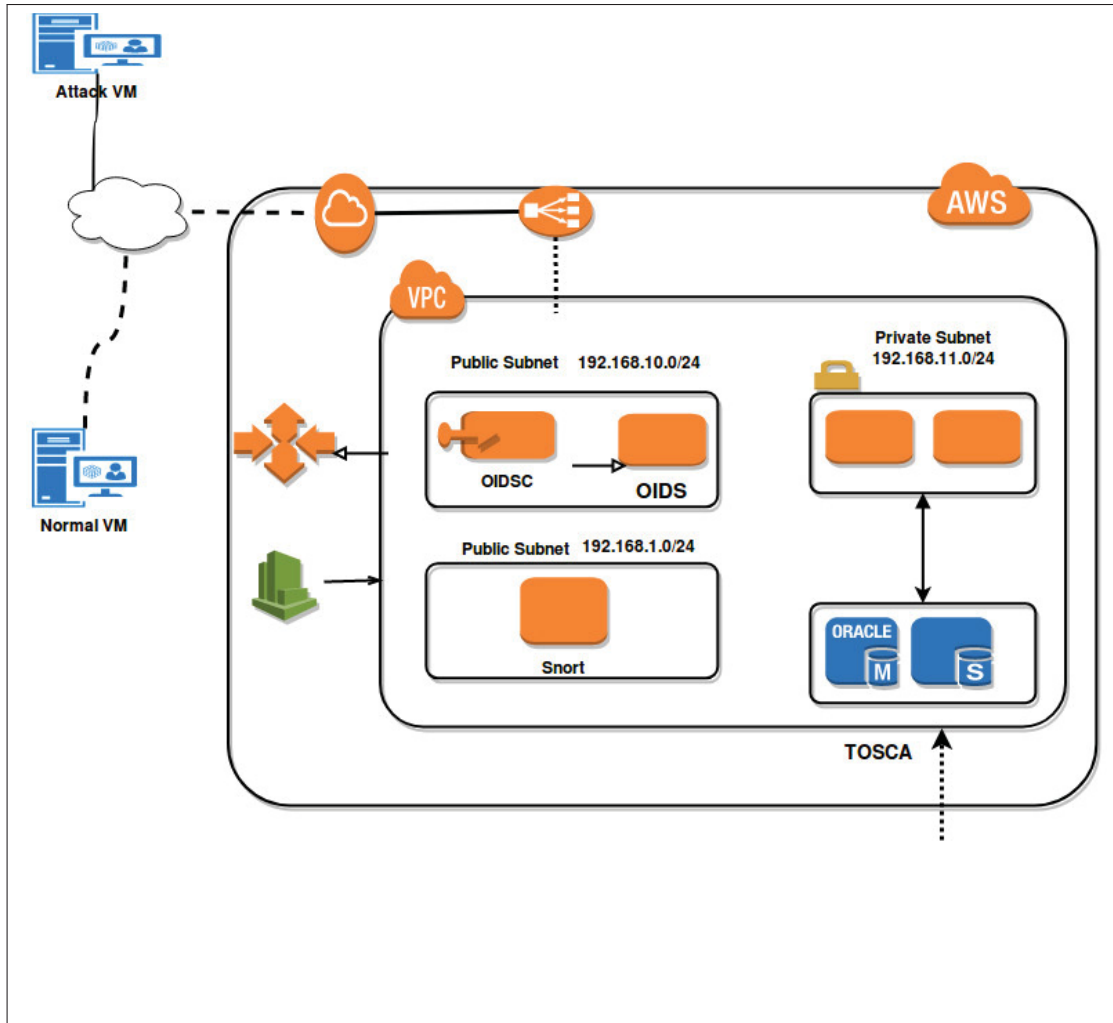 Attack VM
AWS
VPC
Private Subnet
192.168.11.0/24
Public Subnet 192.168.10.0/24
OIDSC
OIDS
Normal VM
Public Subnet 192.168.1.0/24
Snort
ORACLE
M
S
TOSCA